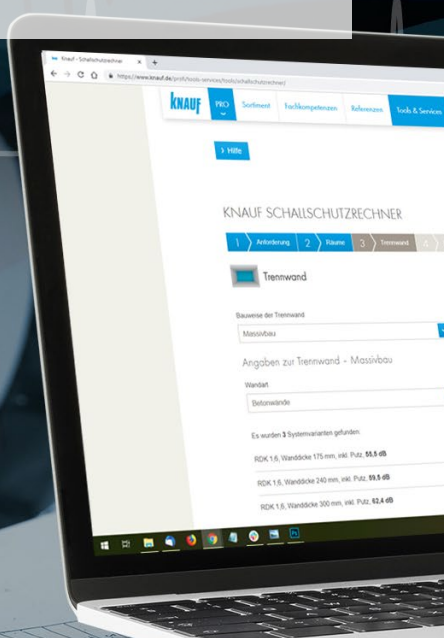 Knauf - Schallschutzrechner
https://www.knauf.de/profi/tools-services/tools/schallschutzrechner/
KNAUF PRO Sortiment Fachkompetenzen Referenzen Tools & Services
› Hilfe
KNAUF SCHALLSCHUTZRECHNER
1 Anforderung 2 Räume 3 Trennwand 4
Trennwand
Bauweise der Trennwand
Massivbau
Angaben zur Trennwand - Massivbau
Wandart
Betonwände
Es wurden 3 Systemvarianten gefunden.
RDK 1,6, Wanddicke 175 mm, inkl. Putz, 55,5 dB
RDK 1,6, Wanddicke 240 mm, inkl. Putz, 59,5 dB
RDK 1,6, Wanddicke 300 mm, inkl. Putz, 62,4 dB